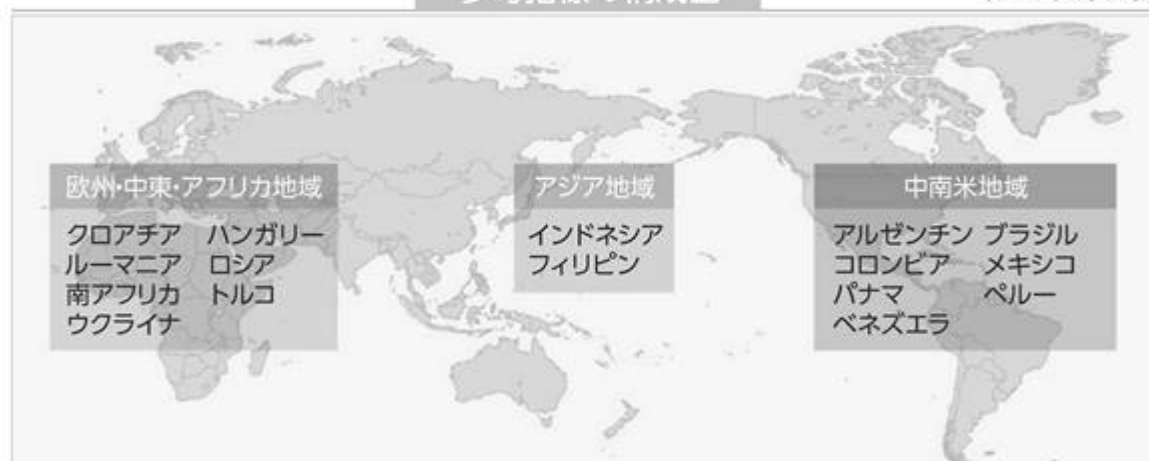 欧州・中東・アフリカ地域
クロアチア ハンガリー
ルーマニア ロシア
南アフリカ トルコ
ウクライナ
アジア地域
インドネシア
フィリピン
中南米地域
アルゼンチン ブラジル
コロンビア メキシコ
パナマ ペルー
ベネズエラ